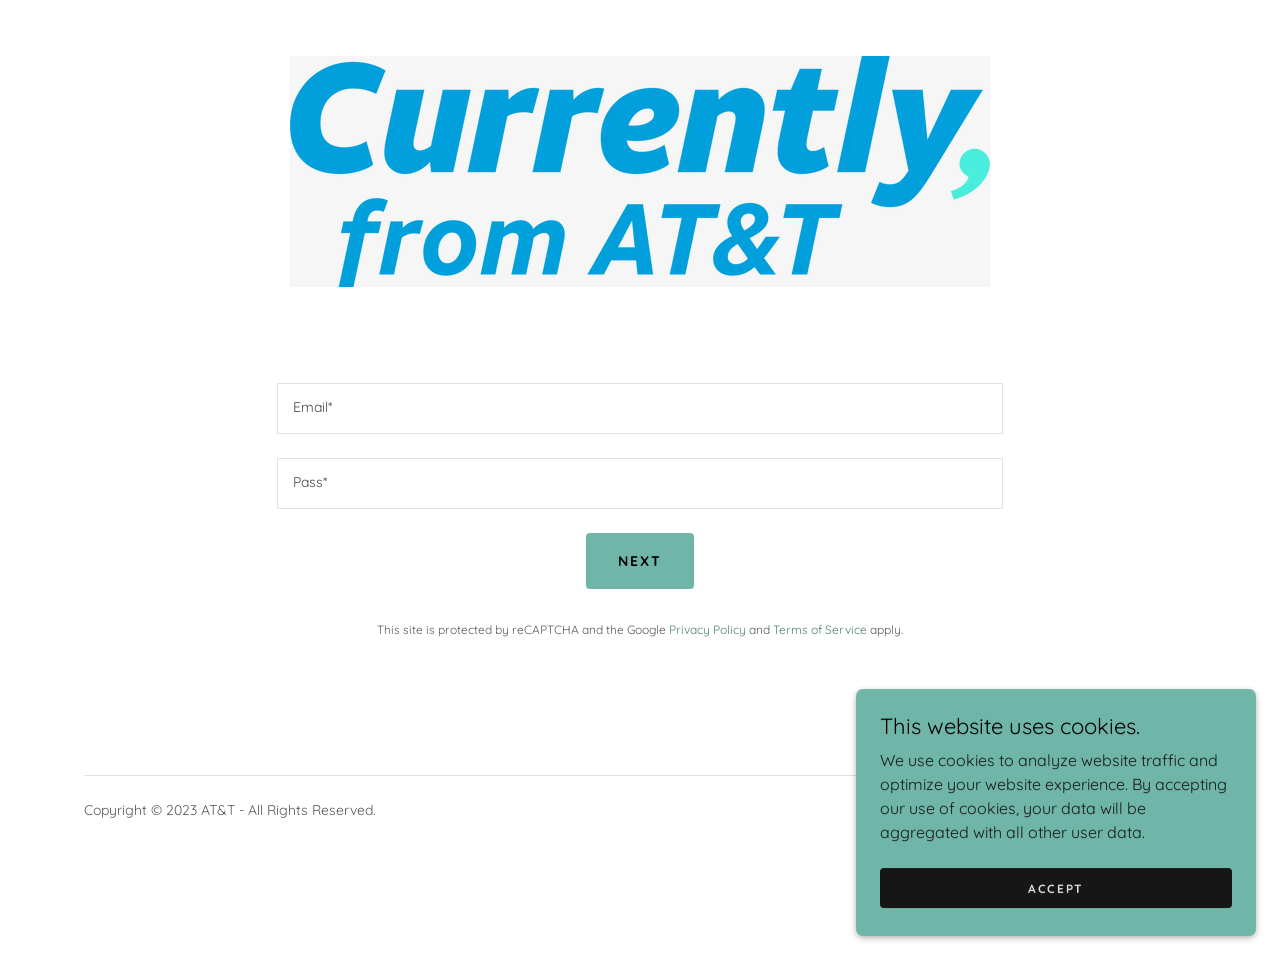 Currently,
from AT&T
Email*
Pass*
NEXT
This site is protected by reCAPTCHA and the Google Privacy Policy and Terms of Service apply.
Copyright © 2023 AT&T - All Rights Reserved.
This website uses cookies.
We use cookies to analyze website traffic and
optimize your website experience. By accepting
our use of cookies, your data will be
aggregated with all other user data.
ACCEPT